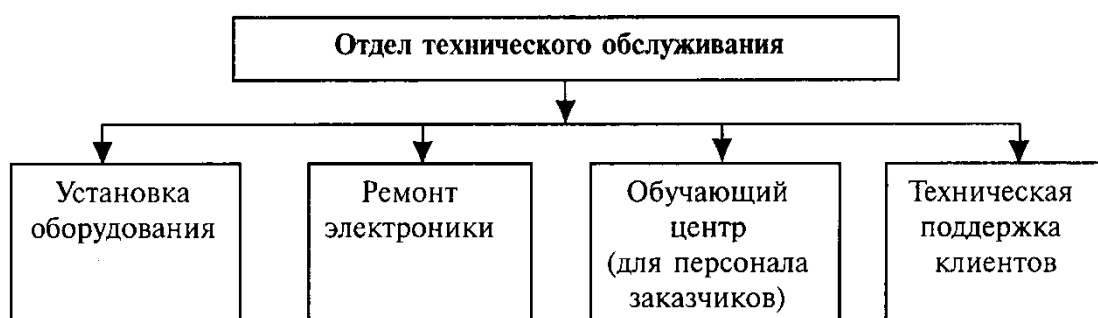 Отдел технического обслуживания
Установка
оборудования
Ремонт
электроники
Обучающий
центр
(для персонала
заказчиков)
Техническая
поддержка
клиентов